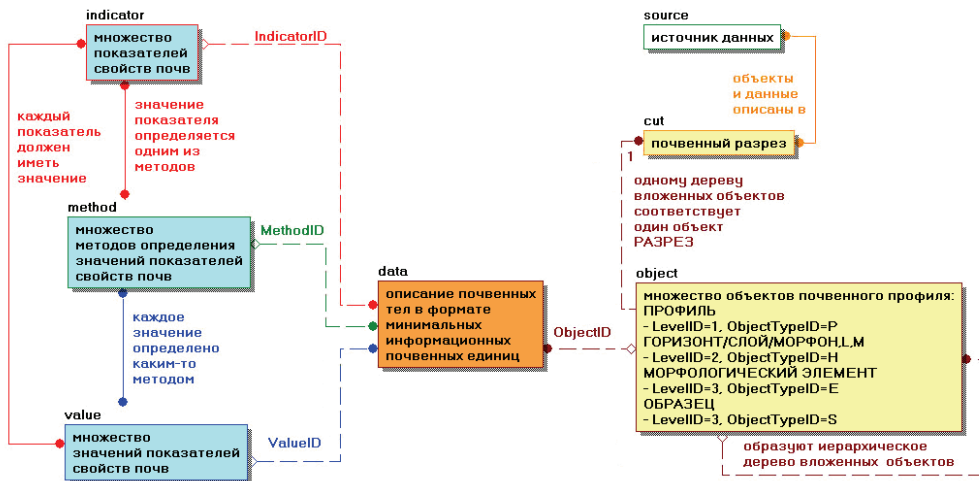 indicator
множество
показателей
свойств почв
IndicatorID
каждый
показатель
должен
иметь
значение
значение
показателя
определяется
одним из
методов
method
множество
методов определения
значений показателей
свойств почв
MethodID
каждое
значение
определено
каким-то
методом
value
множество
значений показателей
свойств почв
ValueID
data
описание почвенных
тел в формате
минимальных
информационных
почвенных единиц
ObjectID
source
источник данных
объекты
и данные
описаны в
cut
почвенный разрез
1
одному дереву
вложенных объектов
соответствует
один объект
РАЗРЕЗ
object
множество объектов почвенного профиля:
ПРОФИЛЬ
- LevelID=1, ObjectTypeID=P
ГОРИЗОНТ/СЛОЙ/МОРФОН,L,M
- LevelID=2, ObjectTypeID=H
МОРФОЛОГИЧЕСКИЙ ЭЛЕМЕНТ
- LevelID=3, ObjectTypeID=E
ОБРАЗЕЦ
- LevelID=3, ObjectTypeID=S
образуют иерархическое
дерево вложенных объектов